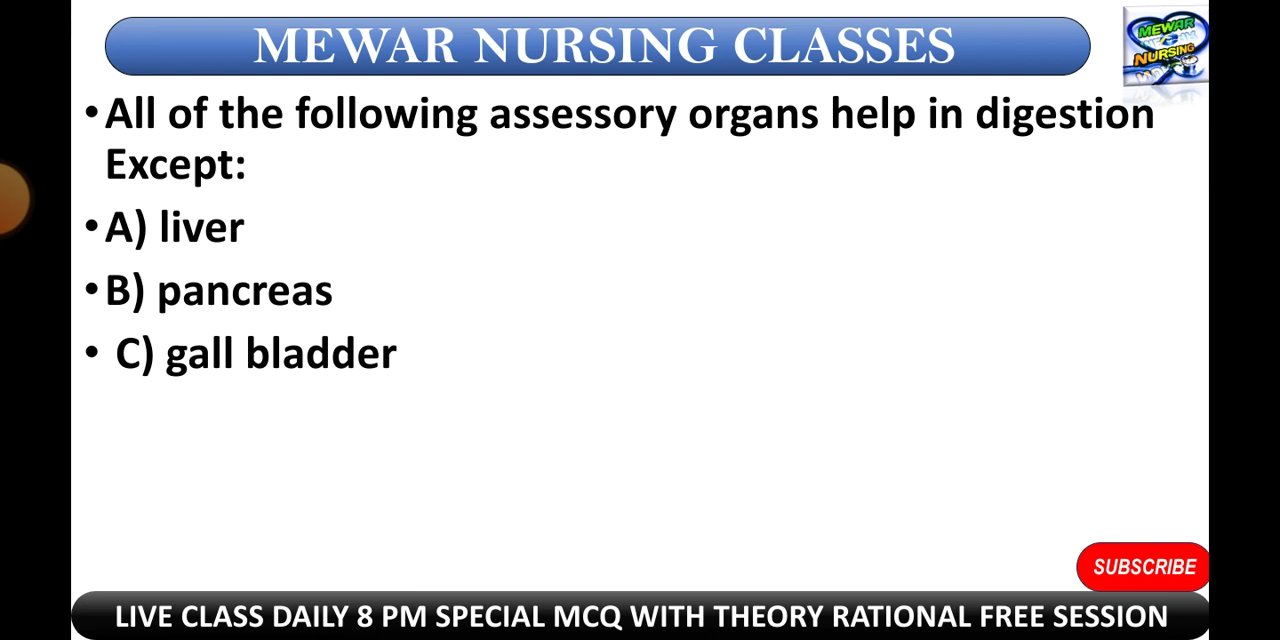 MEWAR NURSING CLASSES
MEWAR
e
NURSING
• All of the following assessory organs help in digestion
Except:
• A) liver
• B) pancreas
• C) gall bladder
SUBSCRIBE
LIVE CLASS DAILY 8 PM SPECIAL MCQ WITH THEORY RATIONAL FREE SESSION